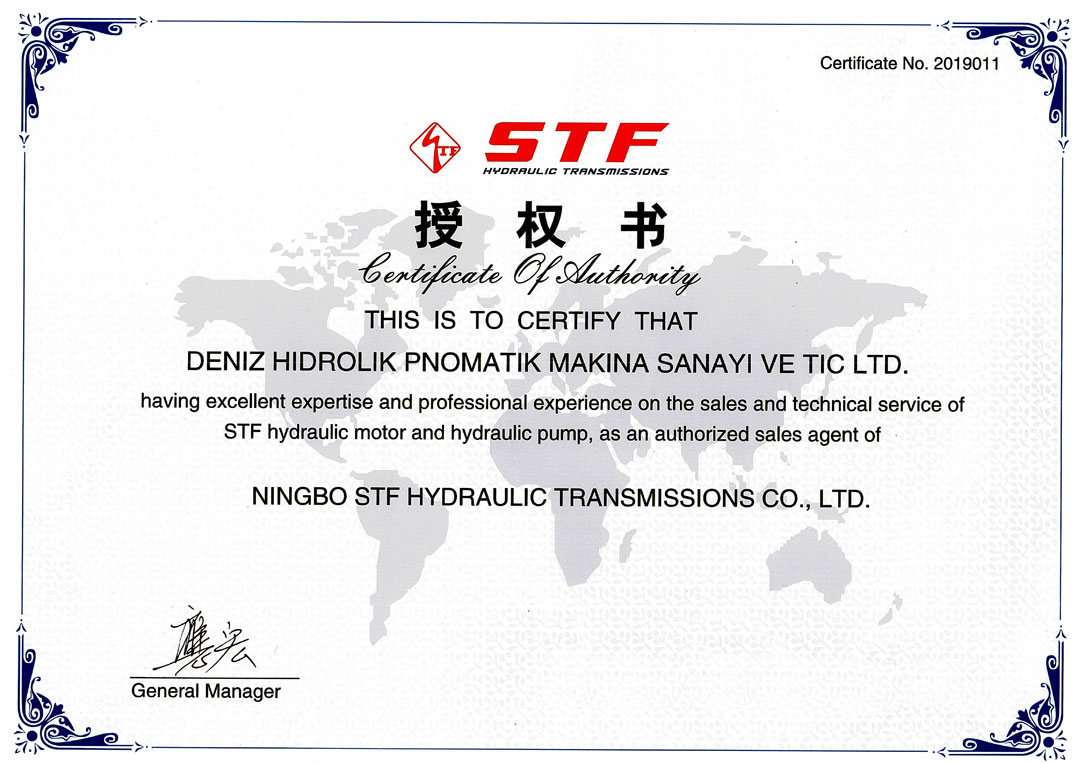 Certificate No. 2019011
STF
STF
HYDRAULIC TRANSMISSIONS
授权书
Certificate Of Authority
THIS IS TO CERTIFY THAT
DENIZ HIDROLIK PNOMATIK MAKINA SANAYI VE TIC LTD.
having excellent expertise and professional experience on the sales and technical service of
STF hydraulic motor and hydraulic pump, as an authorized sales agent of
NINGBO STF HYDRAULIC TRANSMISSIONS CO., LTD.
General Manager